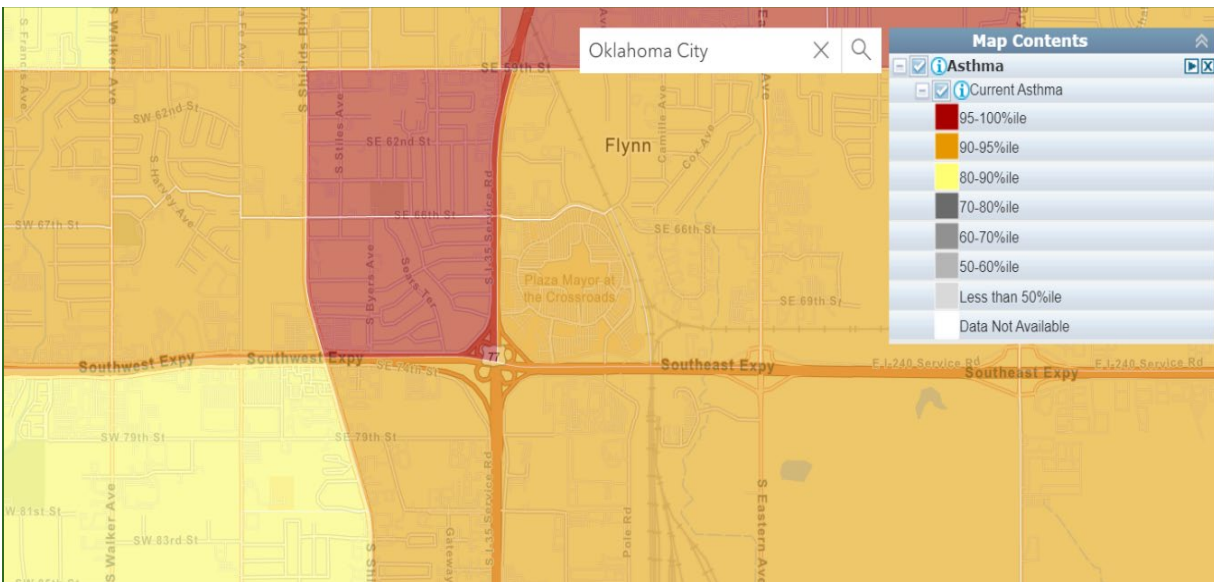 Oklahoma City
Map Contents
Asthma
Current Asthma
95-100%ile
90-95%ile
80-90%ile
70-80%ile
60-70%ile
50-60%ile
Less than 50%ile
Data Not Available
S Walker Ave
S Shields Blvd
SE 59th St
SW 62nd St
S Stiles Ave
SE 62nd St
Flynn
Camille Ave
Cox Ave
S Harvey Ave
S I-35 Service Rd
SW 67th St
SE 66th St
SE 66th St
S Byers Ave
Sears Ter
Plaza Mayor at
the Crossroads
SE 69th St
Southwest Expy
Southwest Expy
SE 74th St
77
Southeast Expy
E I-240 Service Rd
Southeast Expy
E I-240 Service Rd
SW 79th St
SE 79th St
S Walker Ave
S I-35 Service Rd
Pole Rd
S Eastern Ave
W 81st St
SW 83rd St
Gateway